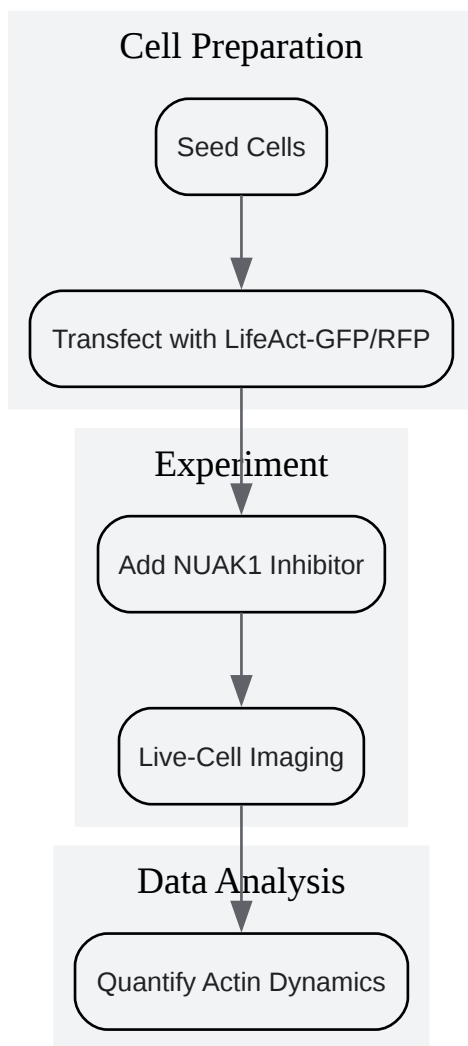 Cell Preparation
Seed Cells
Transfect with LifeAct-GFP/RFP
Experiment
Add NUAK1 Inhibitor
Live-Cell Imaging
Data Analysis
Quantify Actin Dynamics